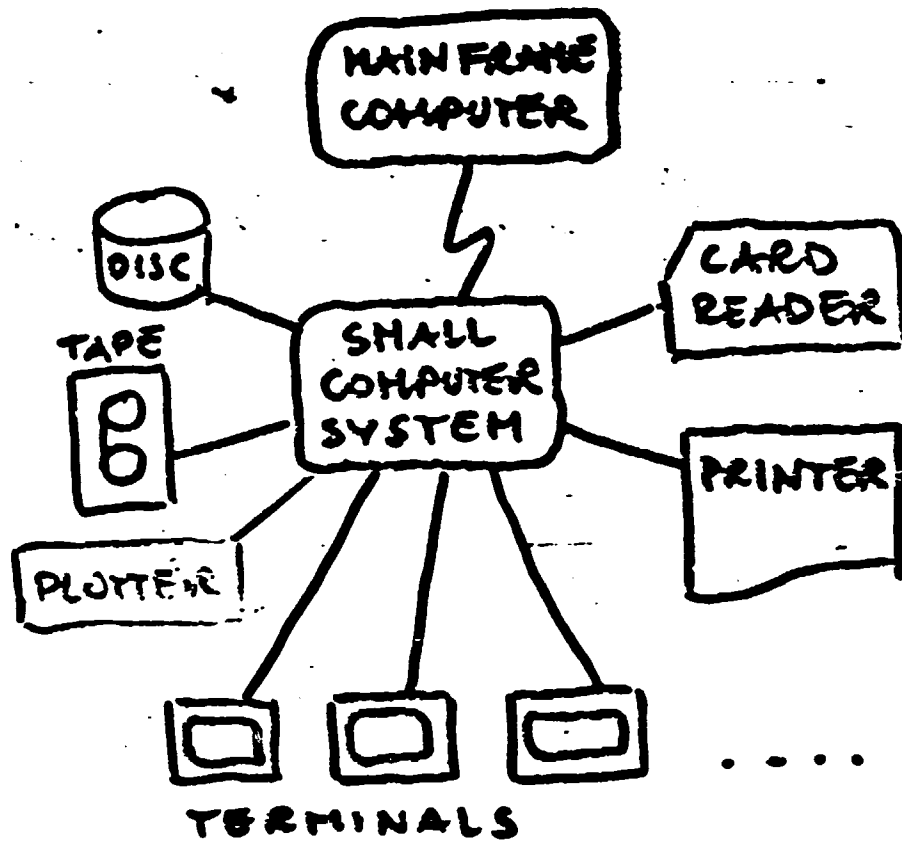 MAINFRAME
COMPUTER
DISC
CARD
READER
TAPE
SMALL
COMPUTER
SYSTEM
PRINTER
PLOTTER
TERMINALS